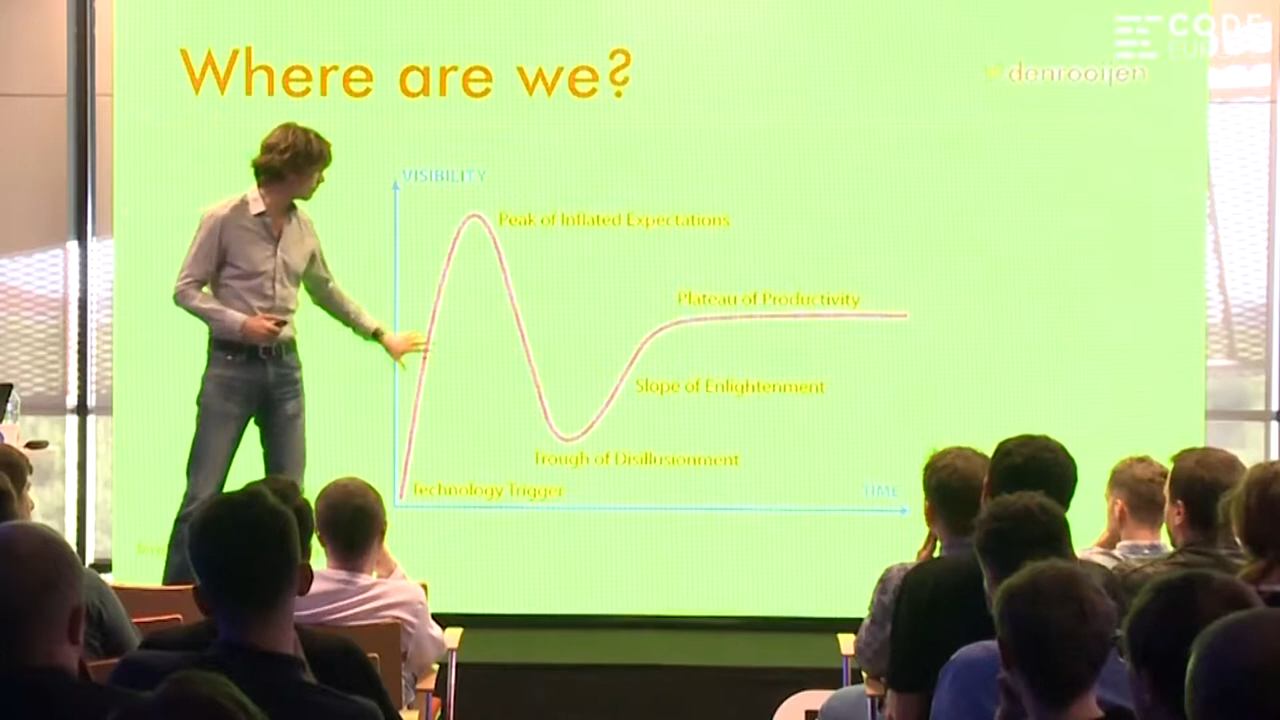 Where are we?
CODE
denrooijen
VISIBILITY
Peak of Inflated Expectations
Plateau of Productivity
Slope of Enlightenment
Trough of Disillusionment
Technology Trigger
TIME